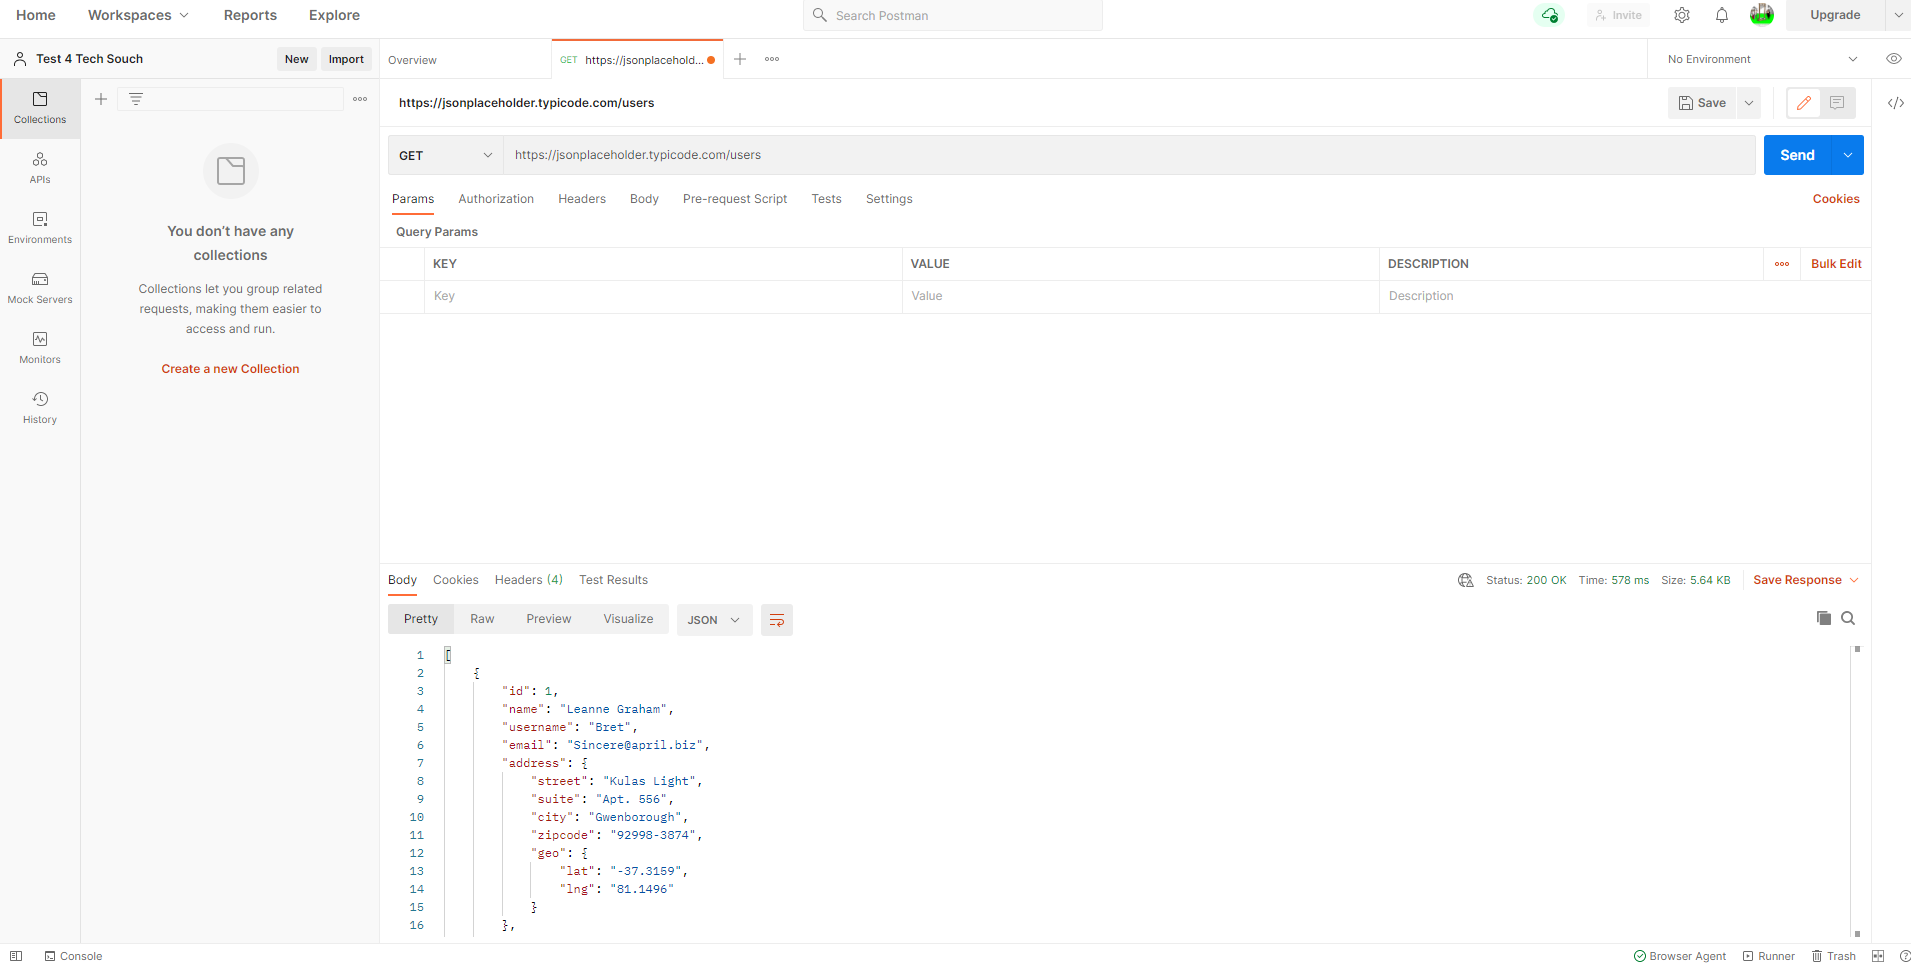 Home Workspaces Reports Explore Search Postman Invite Upgrade
Test 4 Tech Souch New Import Overview GET https://jsonplacehold... No Environment
Collections
https://jsonplaceholder.typicode.com/users Save
GET https://jsonplaceholder.typicode.com/users Send
APIs
Params Authorization Headers Body Pre-request Script Tests Settings Cookies
Query Params
KEY VALUE DESCRIPTION Bulk Edit
Key Value Description
You don't have any
collections
Collections let you group related
requests, making them easier to
access and run.
Create a new Collection
Environments
Mock Servers
Monitors
History
Body Cookies Headers (4) Test Results Status: 200 OK Time: 578 ms Size: 5.64 KB Save Response
Pretty Raw Preview Visualize JSON
1 [
2 {
3 "id": 1,
4 "name": "Leanne Graham",
5 "username": "Bret",
6 "email": "Sincere@april.biz",
7 "address": {
8 "street": "Kulas Light",
9 "suite": "Apt. 556",
10 "city": "Gwenborough",
11 "zipcode": "92998-3874",
12 "geo": {
13 "lat": "-37.3159",
14 "lng": "81.1496"
15 }
16 },
Console Browser Agent Runner Trash